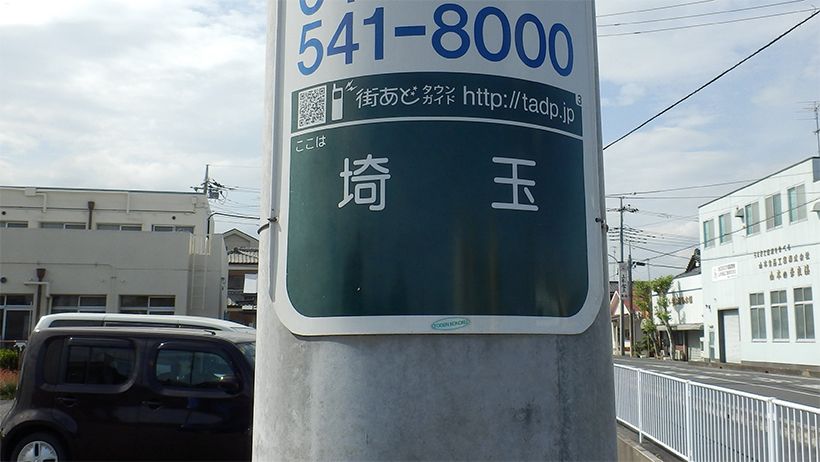 541-8000
街あど タウンガイド http://tadp.jp
ここは
埼玉